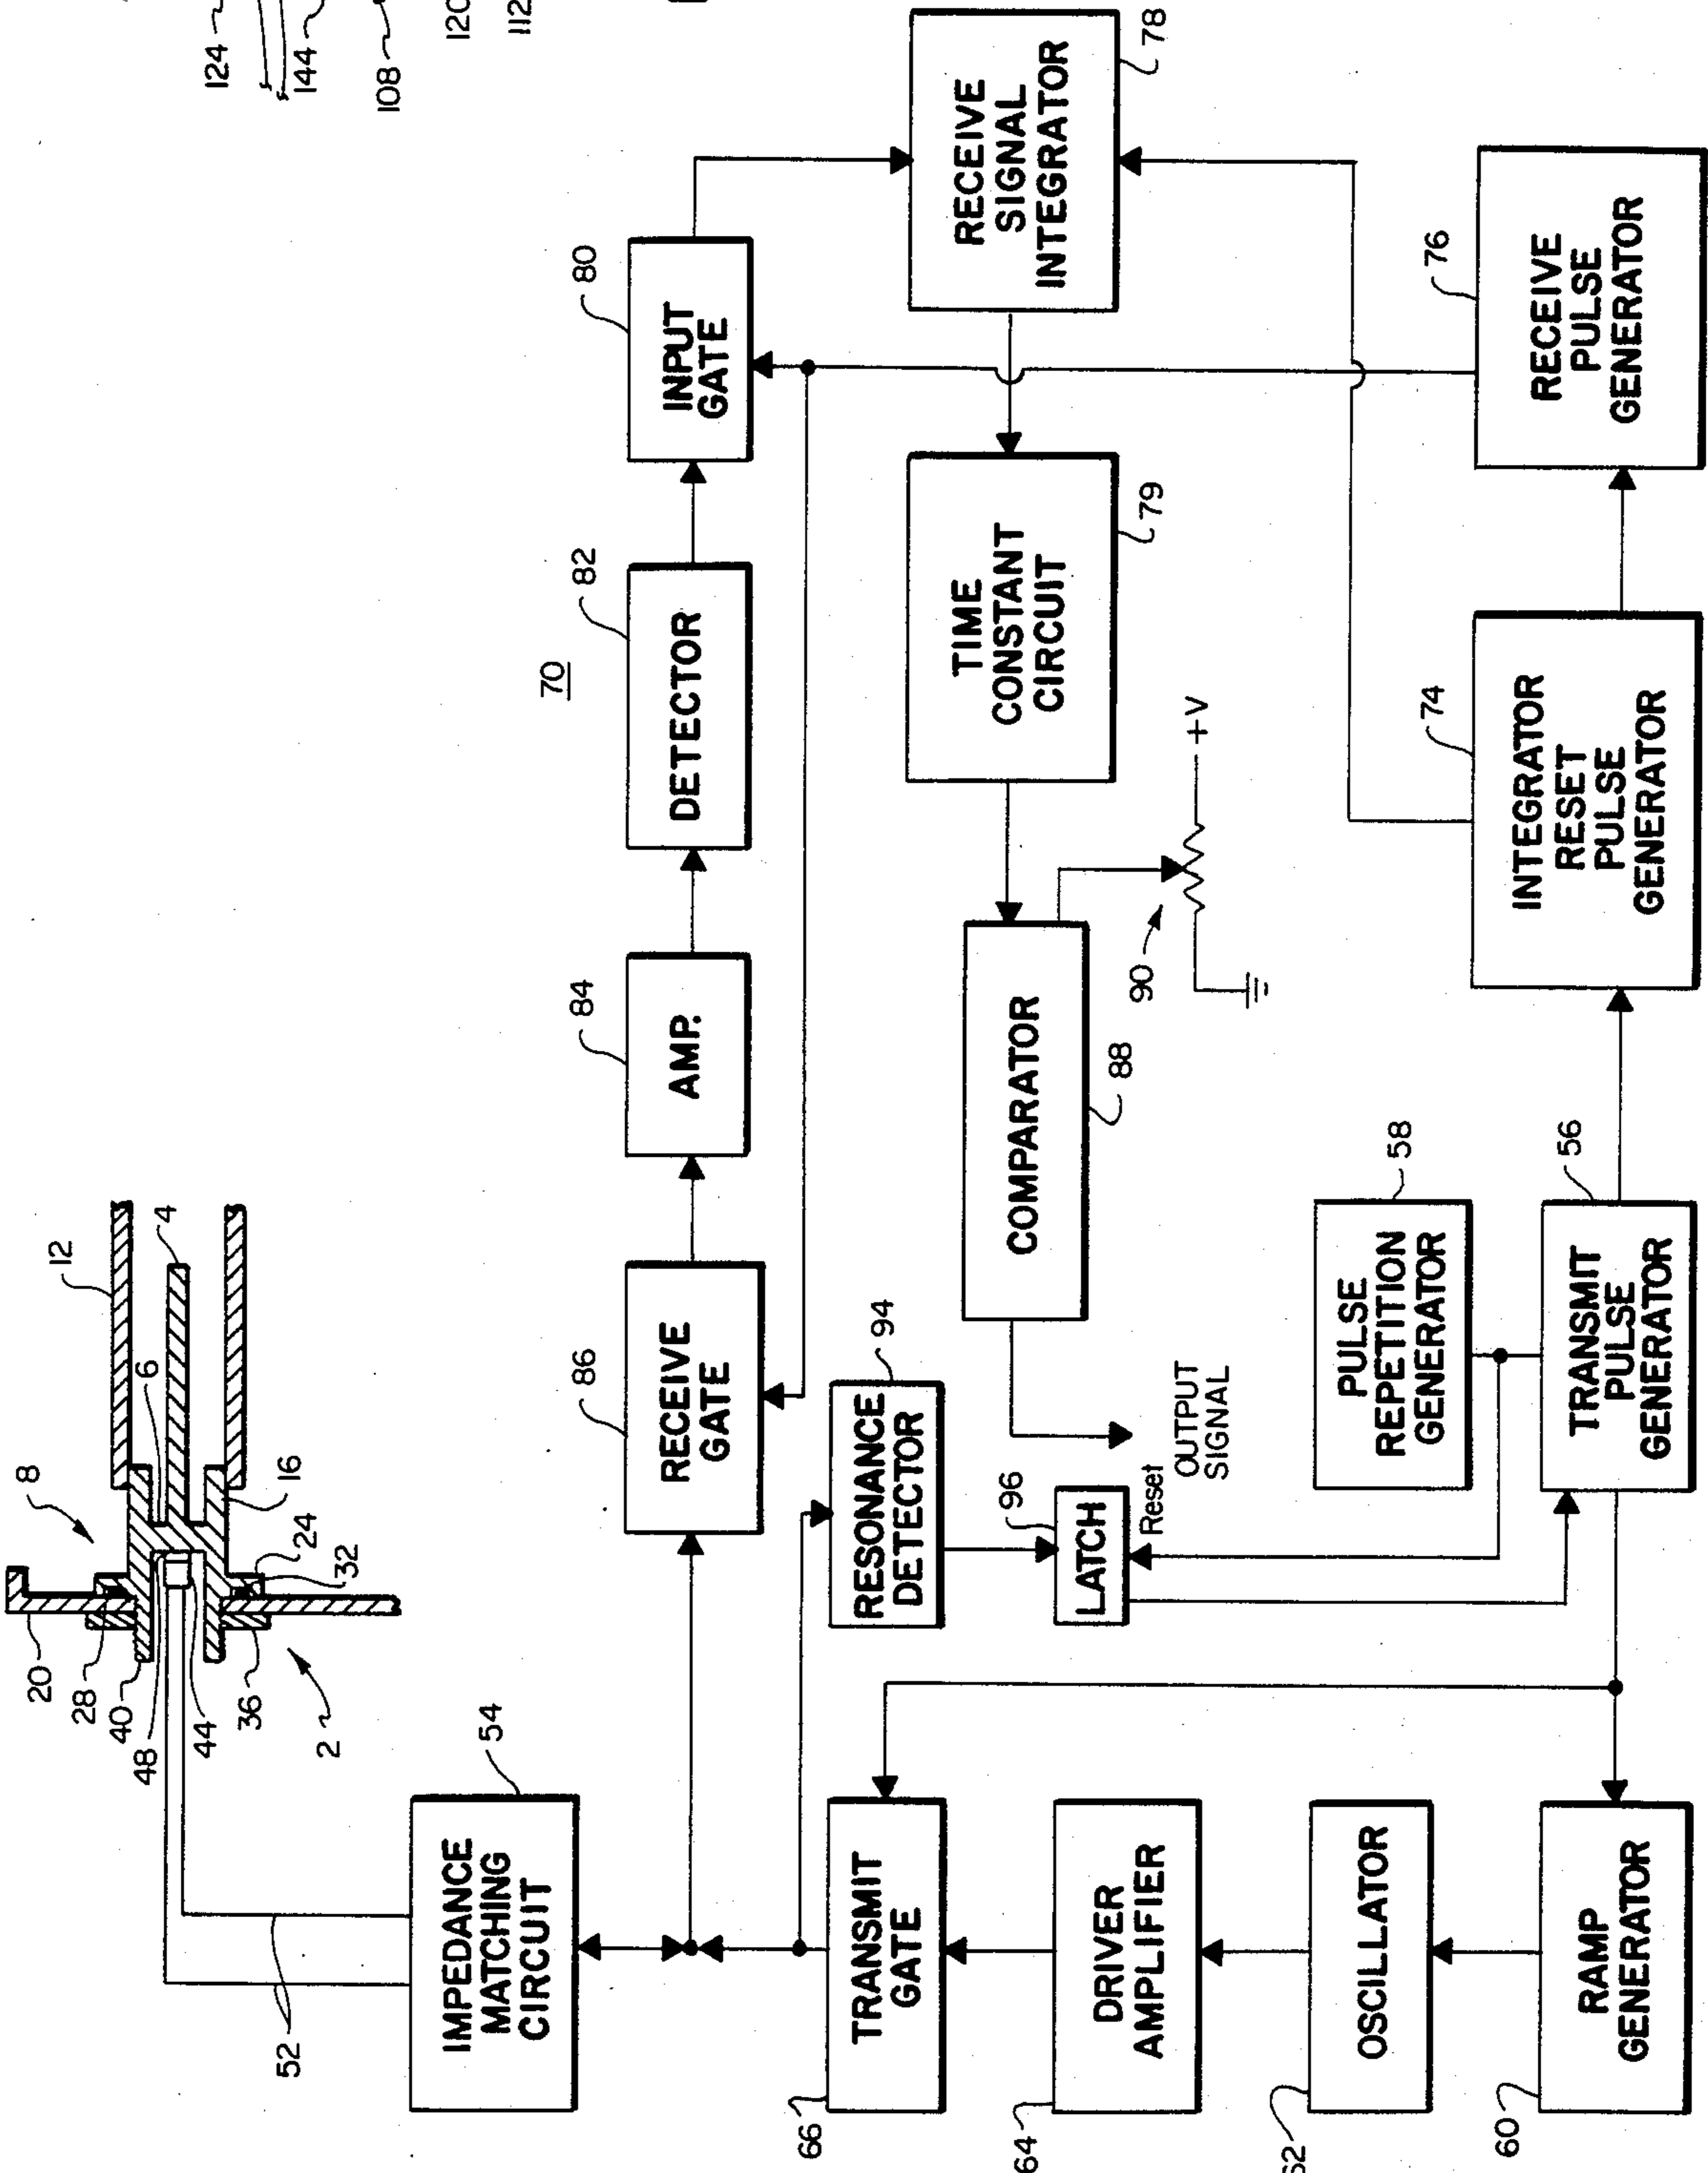 8
12
20
28
40
48
44
36
6
4
16
24
32
2
52
IMPEDANCE
MATCHING
CIRCUIT
54
86
RECEIVE
GATE
84
AMP.
82
DETECTOR
70
80
INPUT
GATE
124
144
108
120
112
66
TRANSMIT
GATE
94
RESONANCE
DETECTOR
96
LATCH
Reset
OUTPUT
SIGNAL
COMPARATOR
88
90
+V
TIME
CONSTANT
CIRCUIT
79
RECEIVE
SIGNAL
INTEGRATOR
78
64
DRIVER
AMPLIFIER
62
OSCILLATOR
60
RAMP
GENERATOR
PULSE
REPETITION
GENERATOR
58
TRANSMIT
PULSE
GENERATOR
56
74
INTEGRATOR
RESET
PULSE
GENERATOR
76
RECEIVE
PULSE
GENERATOR